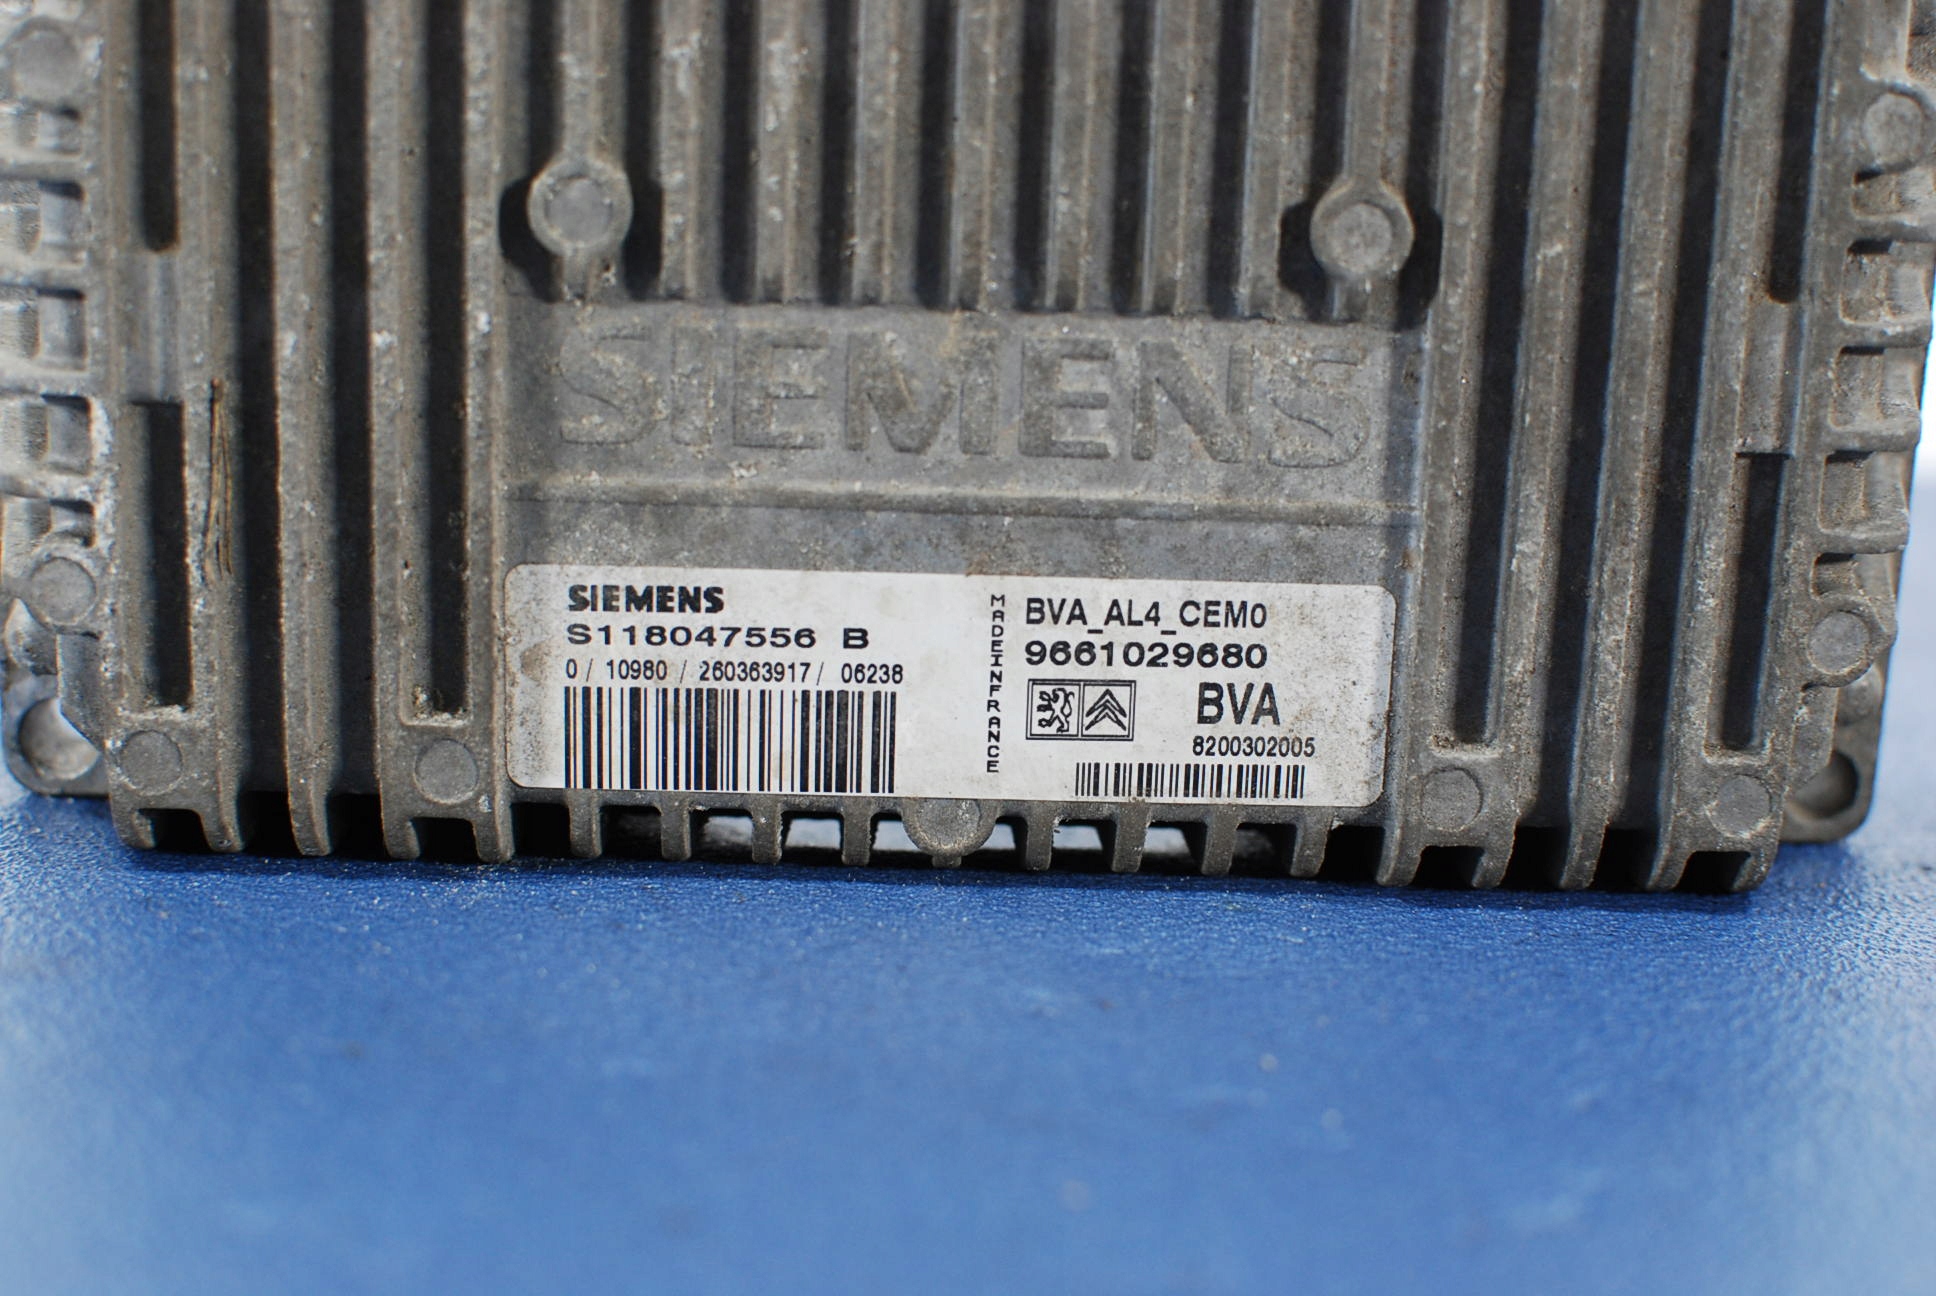 SIEMENS
SIEMENS
S118047556 B
0 / 10980 / 260363917 / 06238
MADEINFRANCE
BVA_AL4_CEM0
9661029680
BVA
8200302005